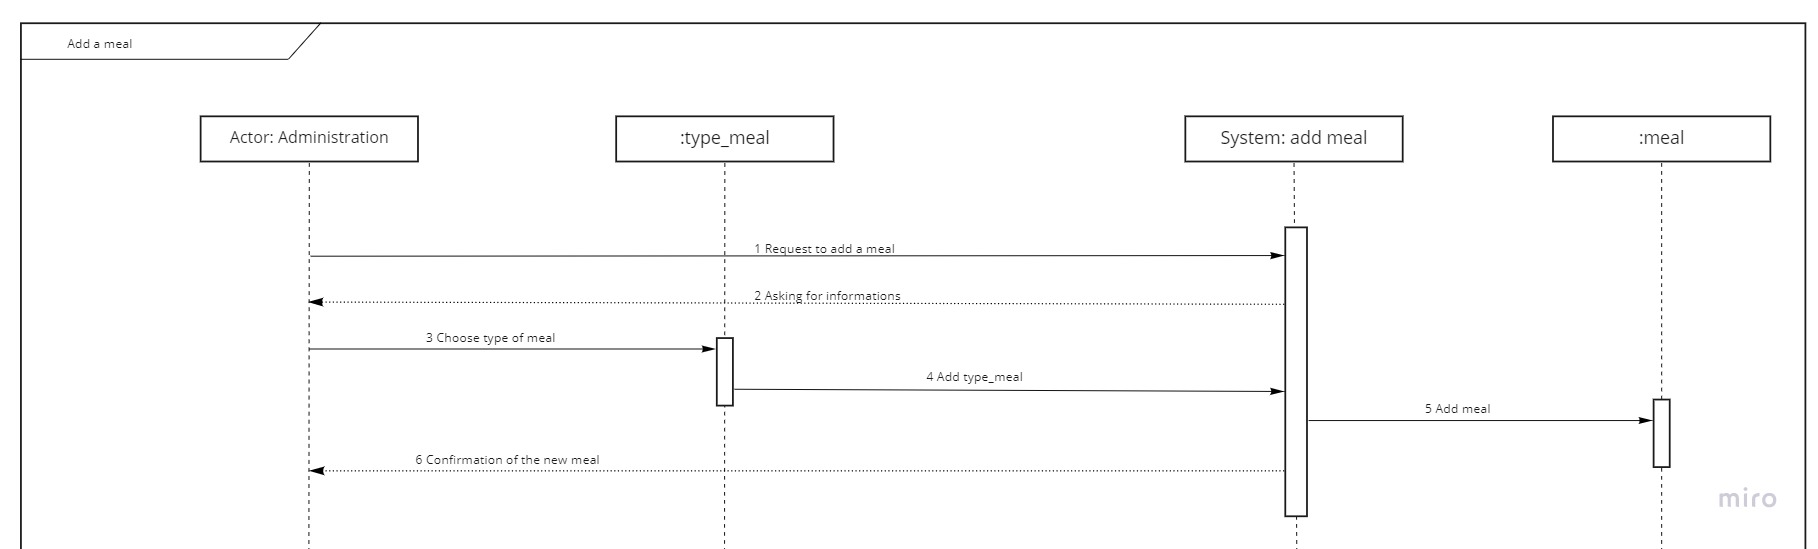 Add a meal
Actor: Administration
:type_meal
System: add meal
:meal
1 Request to add a meal
2 Asking for informations
3 Choose type of meal
4 Add type_meal
5 Add meal
6 Confirmation of the new meal
miro